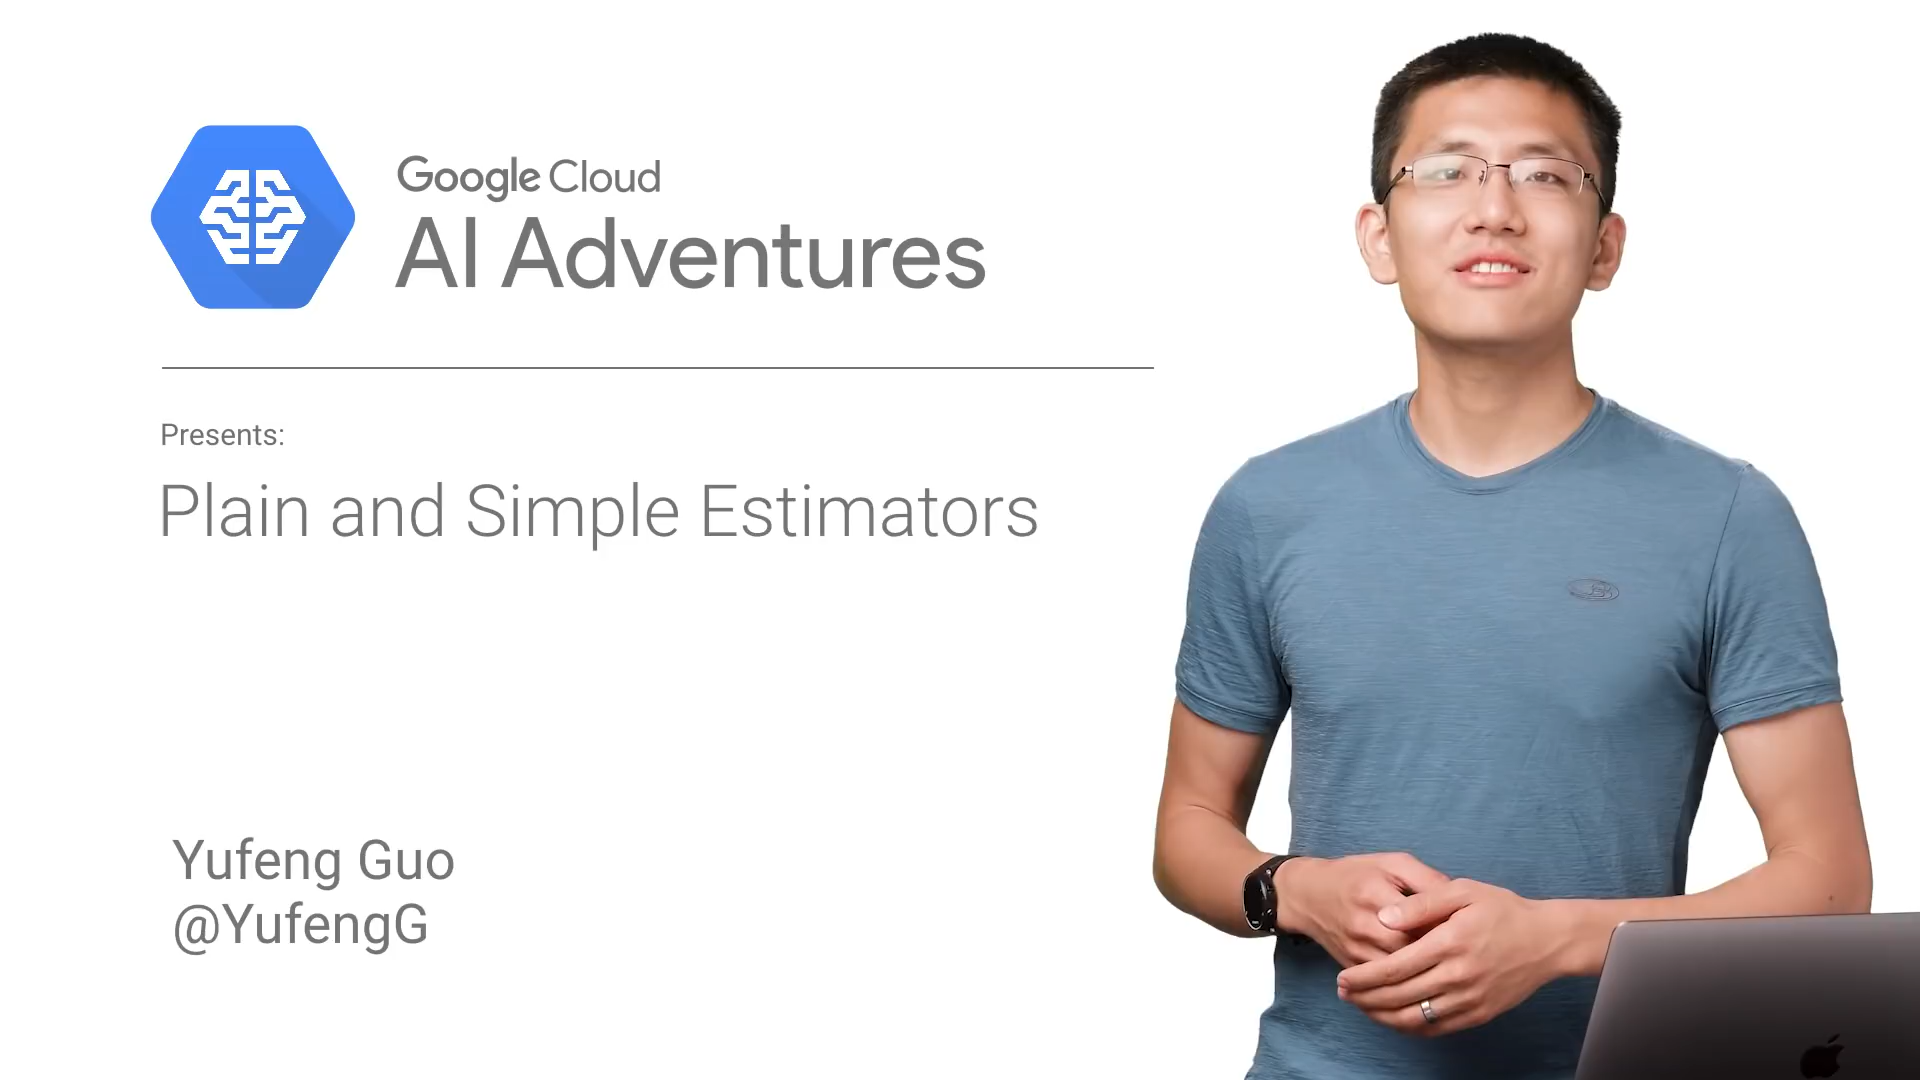 Google Cloud
AI Adventures
Presents:
Plain and Simple Estimators
Yufeng Guo
@YufengG